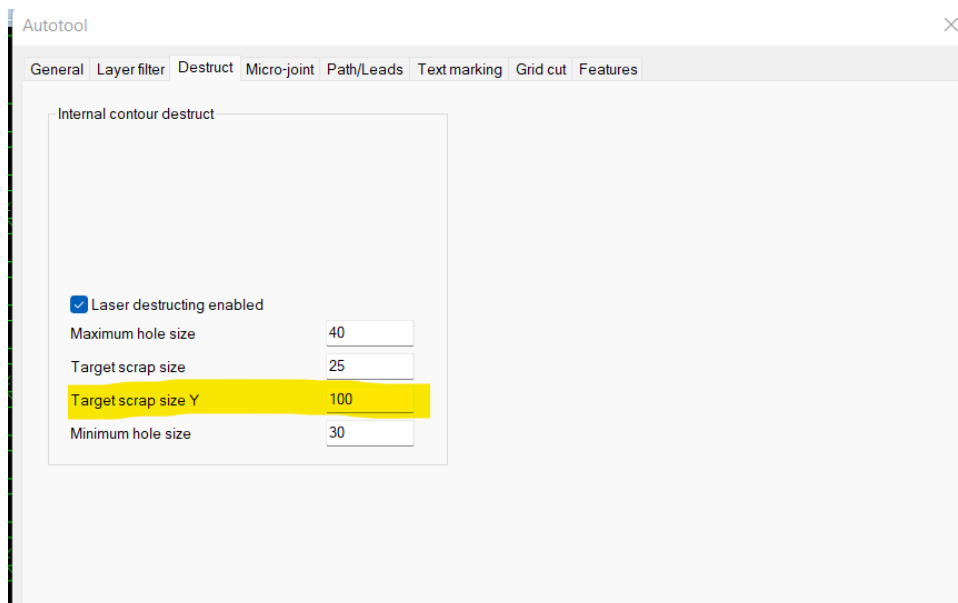 Autotool
General Layer filter Destruct Micro-joint Path/Leads Text marking Grid cut Features
Internal contour destruct
Laser destructing enabled
Maximum hole size 40
Target scrap size 25
Target scrap size Y 100
Minimum hole size 30